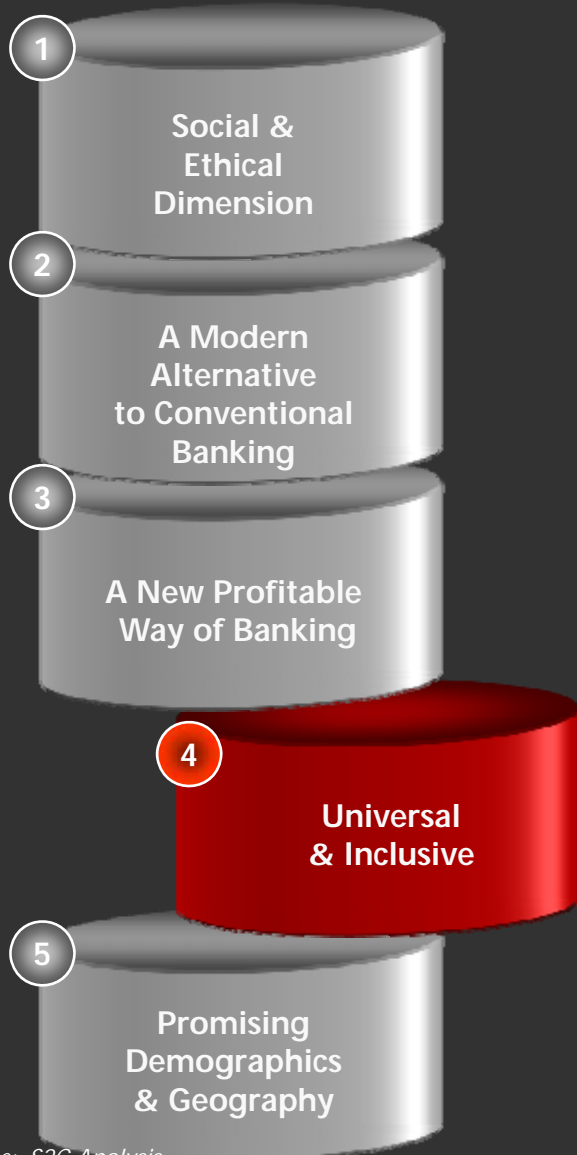 1
Social &
Ethical
Dimension
2
A Modern
Alternative
to Conventional
Banking
3
A New Profitable
Way of Banking
4
Universal
& Inclusive
5
Promising
Demographics
& Geography
Analysis